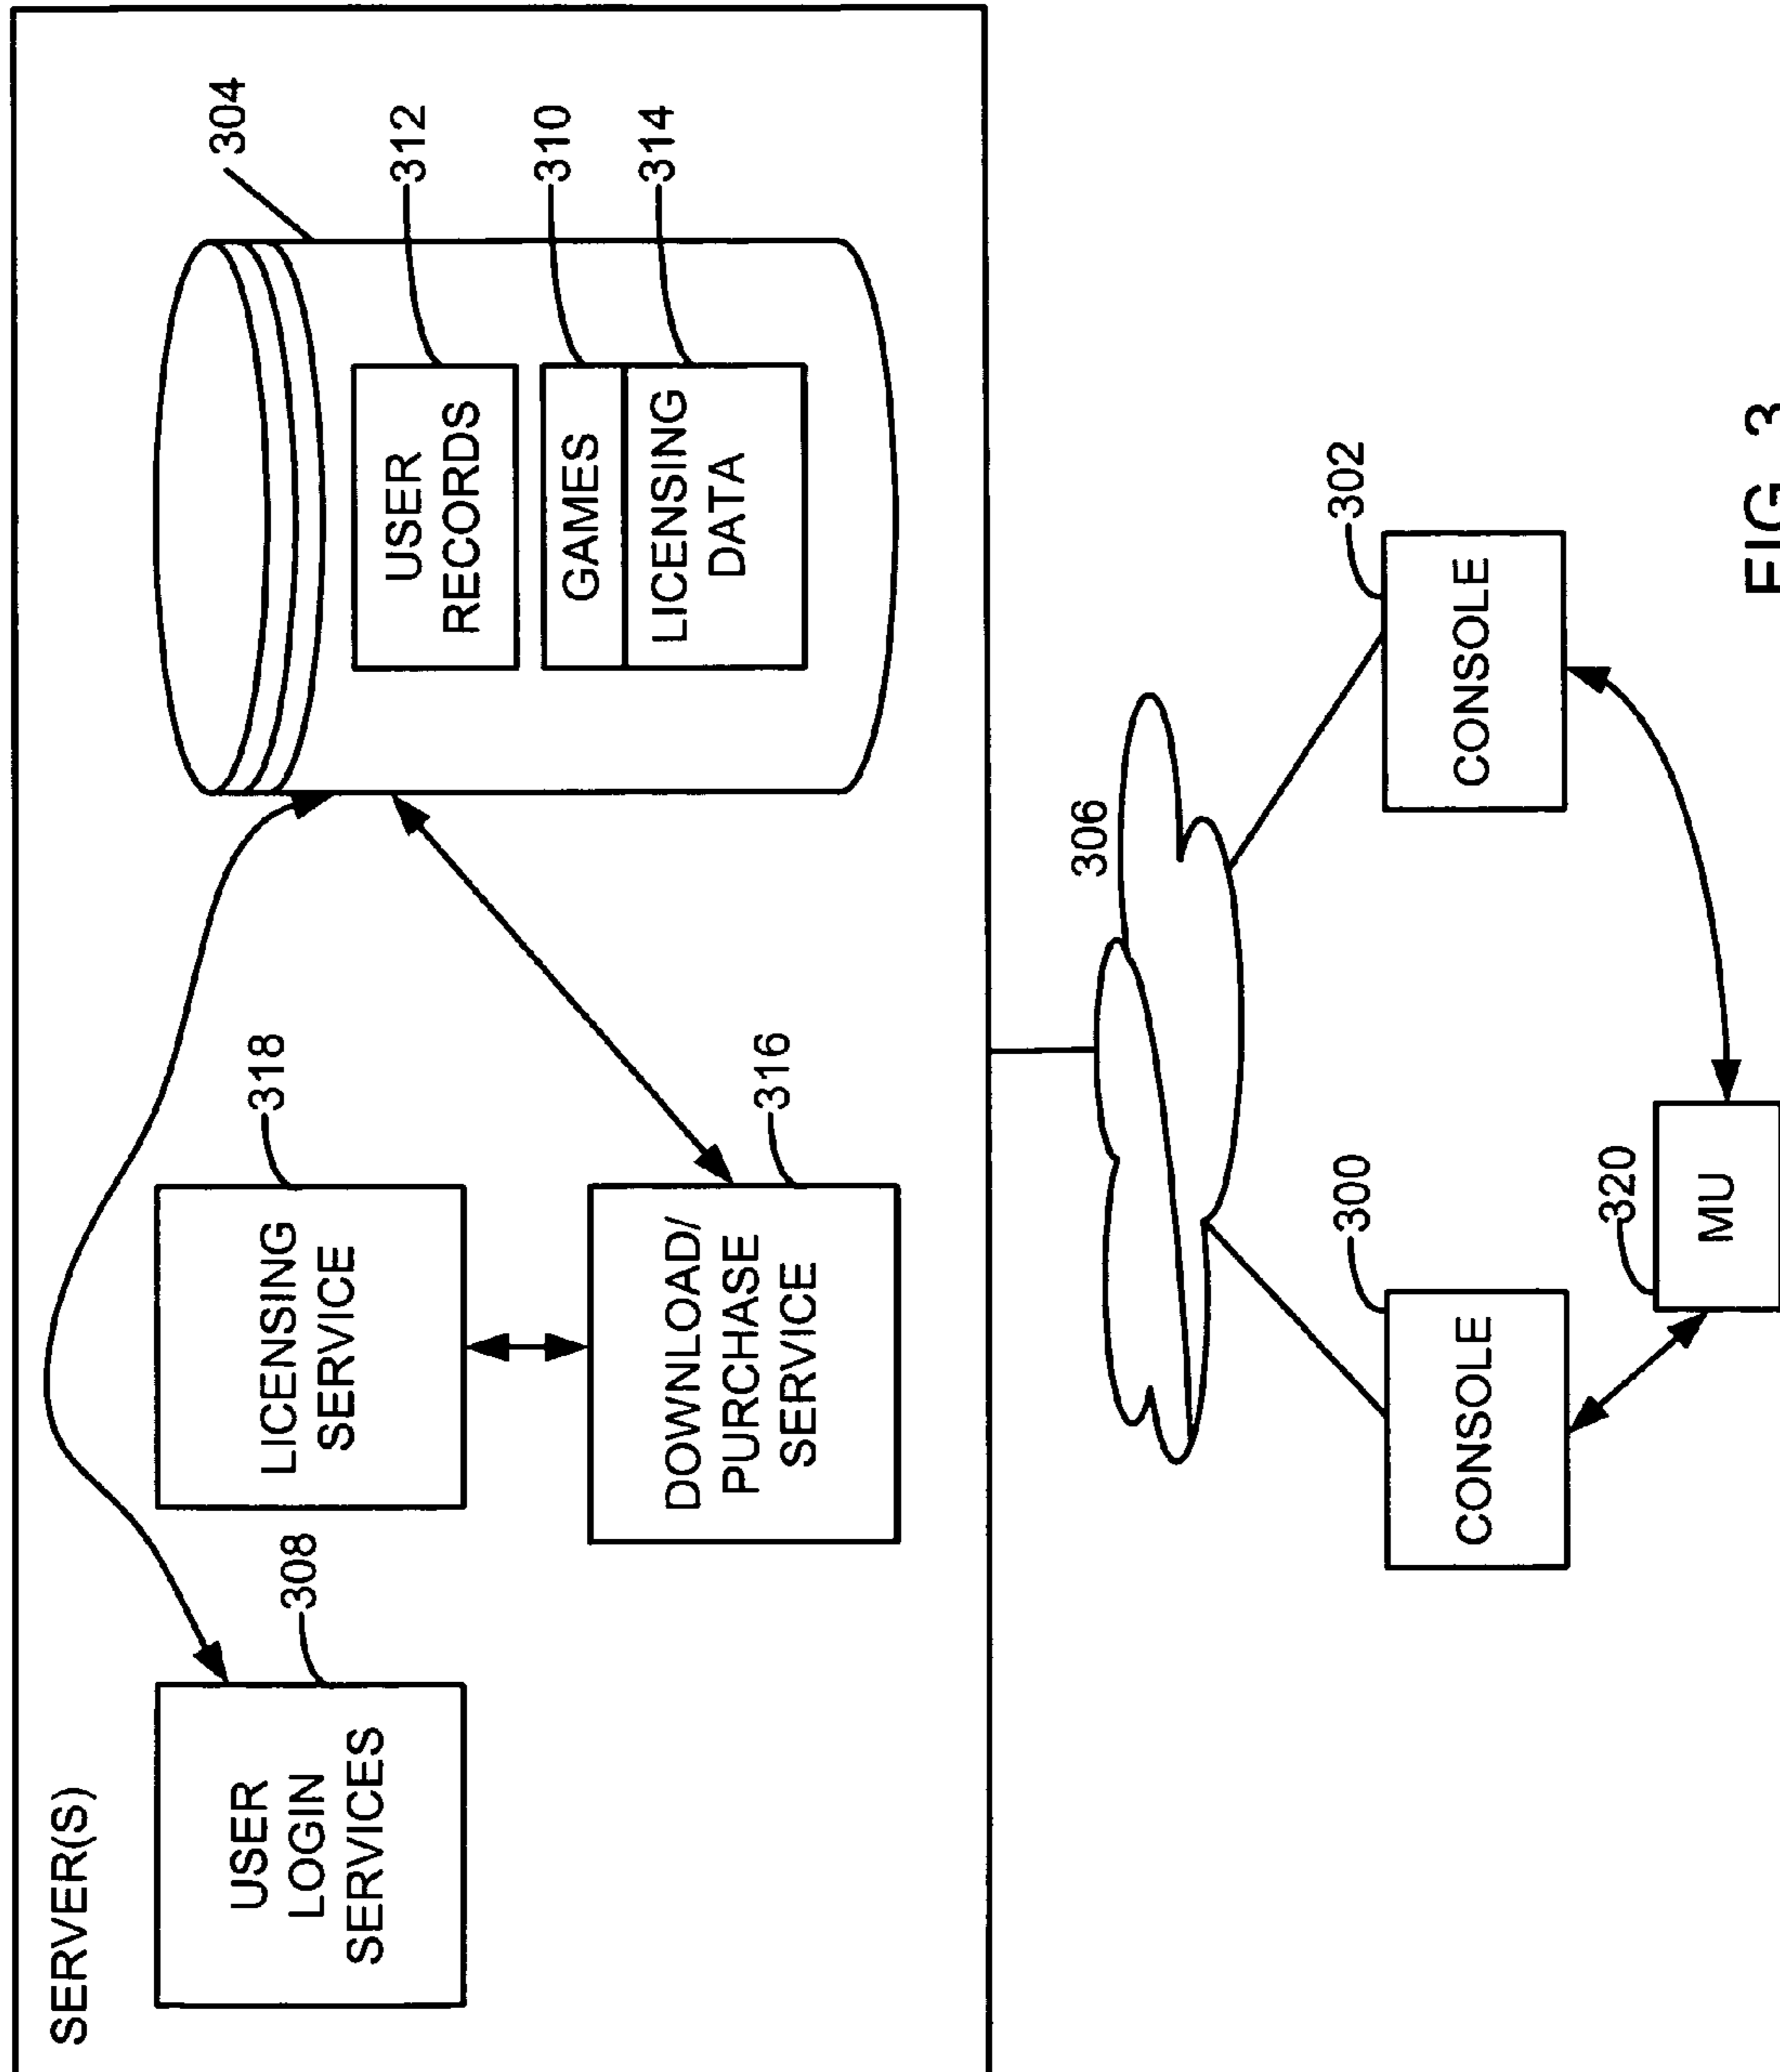 SERVER(S)
304
USER
LOGIN
SERVICES
308
LICENSING
SERVICE
318
DOWNLOAD/
PURCHASE
SERVICE
316
USER
RECORDS
312
GAMES
310
LICENSING
DATA
314
306
CONSOLE
300
CONSOLE
302
MU
320
FIG. 3